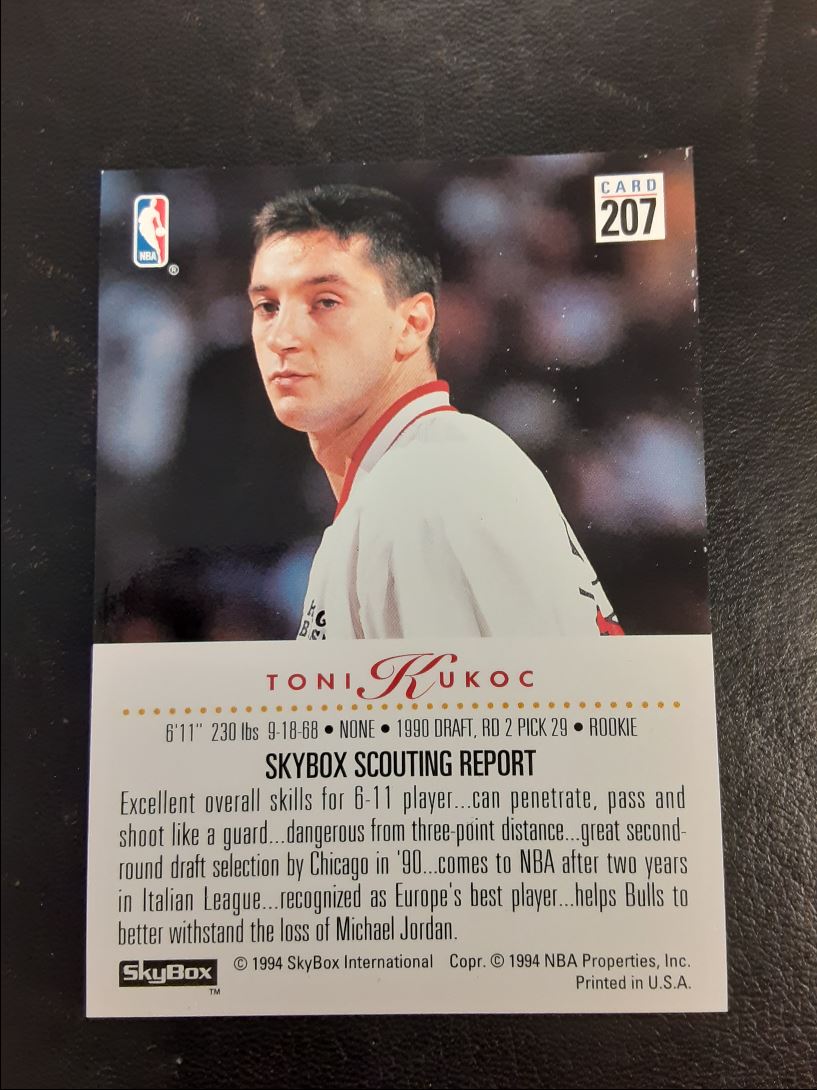 CARD
207
NBA
®
TONI KUKOC
6'11" 230 lbs 9-18-68 • NONE • 1990 DRAFT, RD 2 PICK 29 • ROOKIE
SKYBOX SCOUTING REPORT
Excellent overall skills for 6-11 player...can penetrate, pass and
shoot like a guard...dangerous from three-point distance...great second-
round draft selection by Chicago in '90...comes to NBA after two years
in Italian League...recognized as Europe's best player...helps Bulls to
better withstand the loss of Michael Jordan.
SkyBox TM © 1994 SkyBox International Copr. © 1994 NBA Properties, Inc.
Printed in U.S.A.